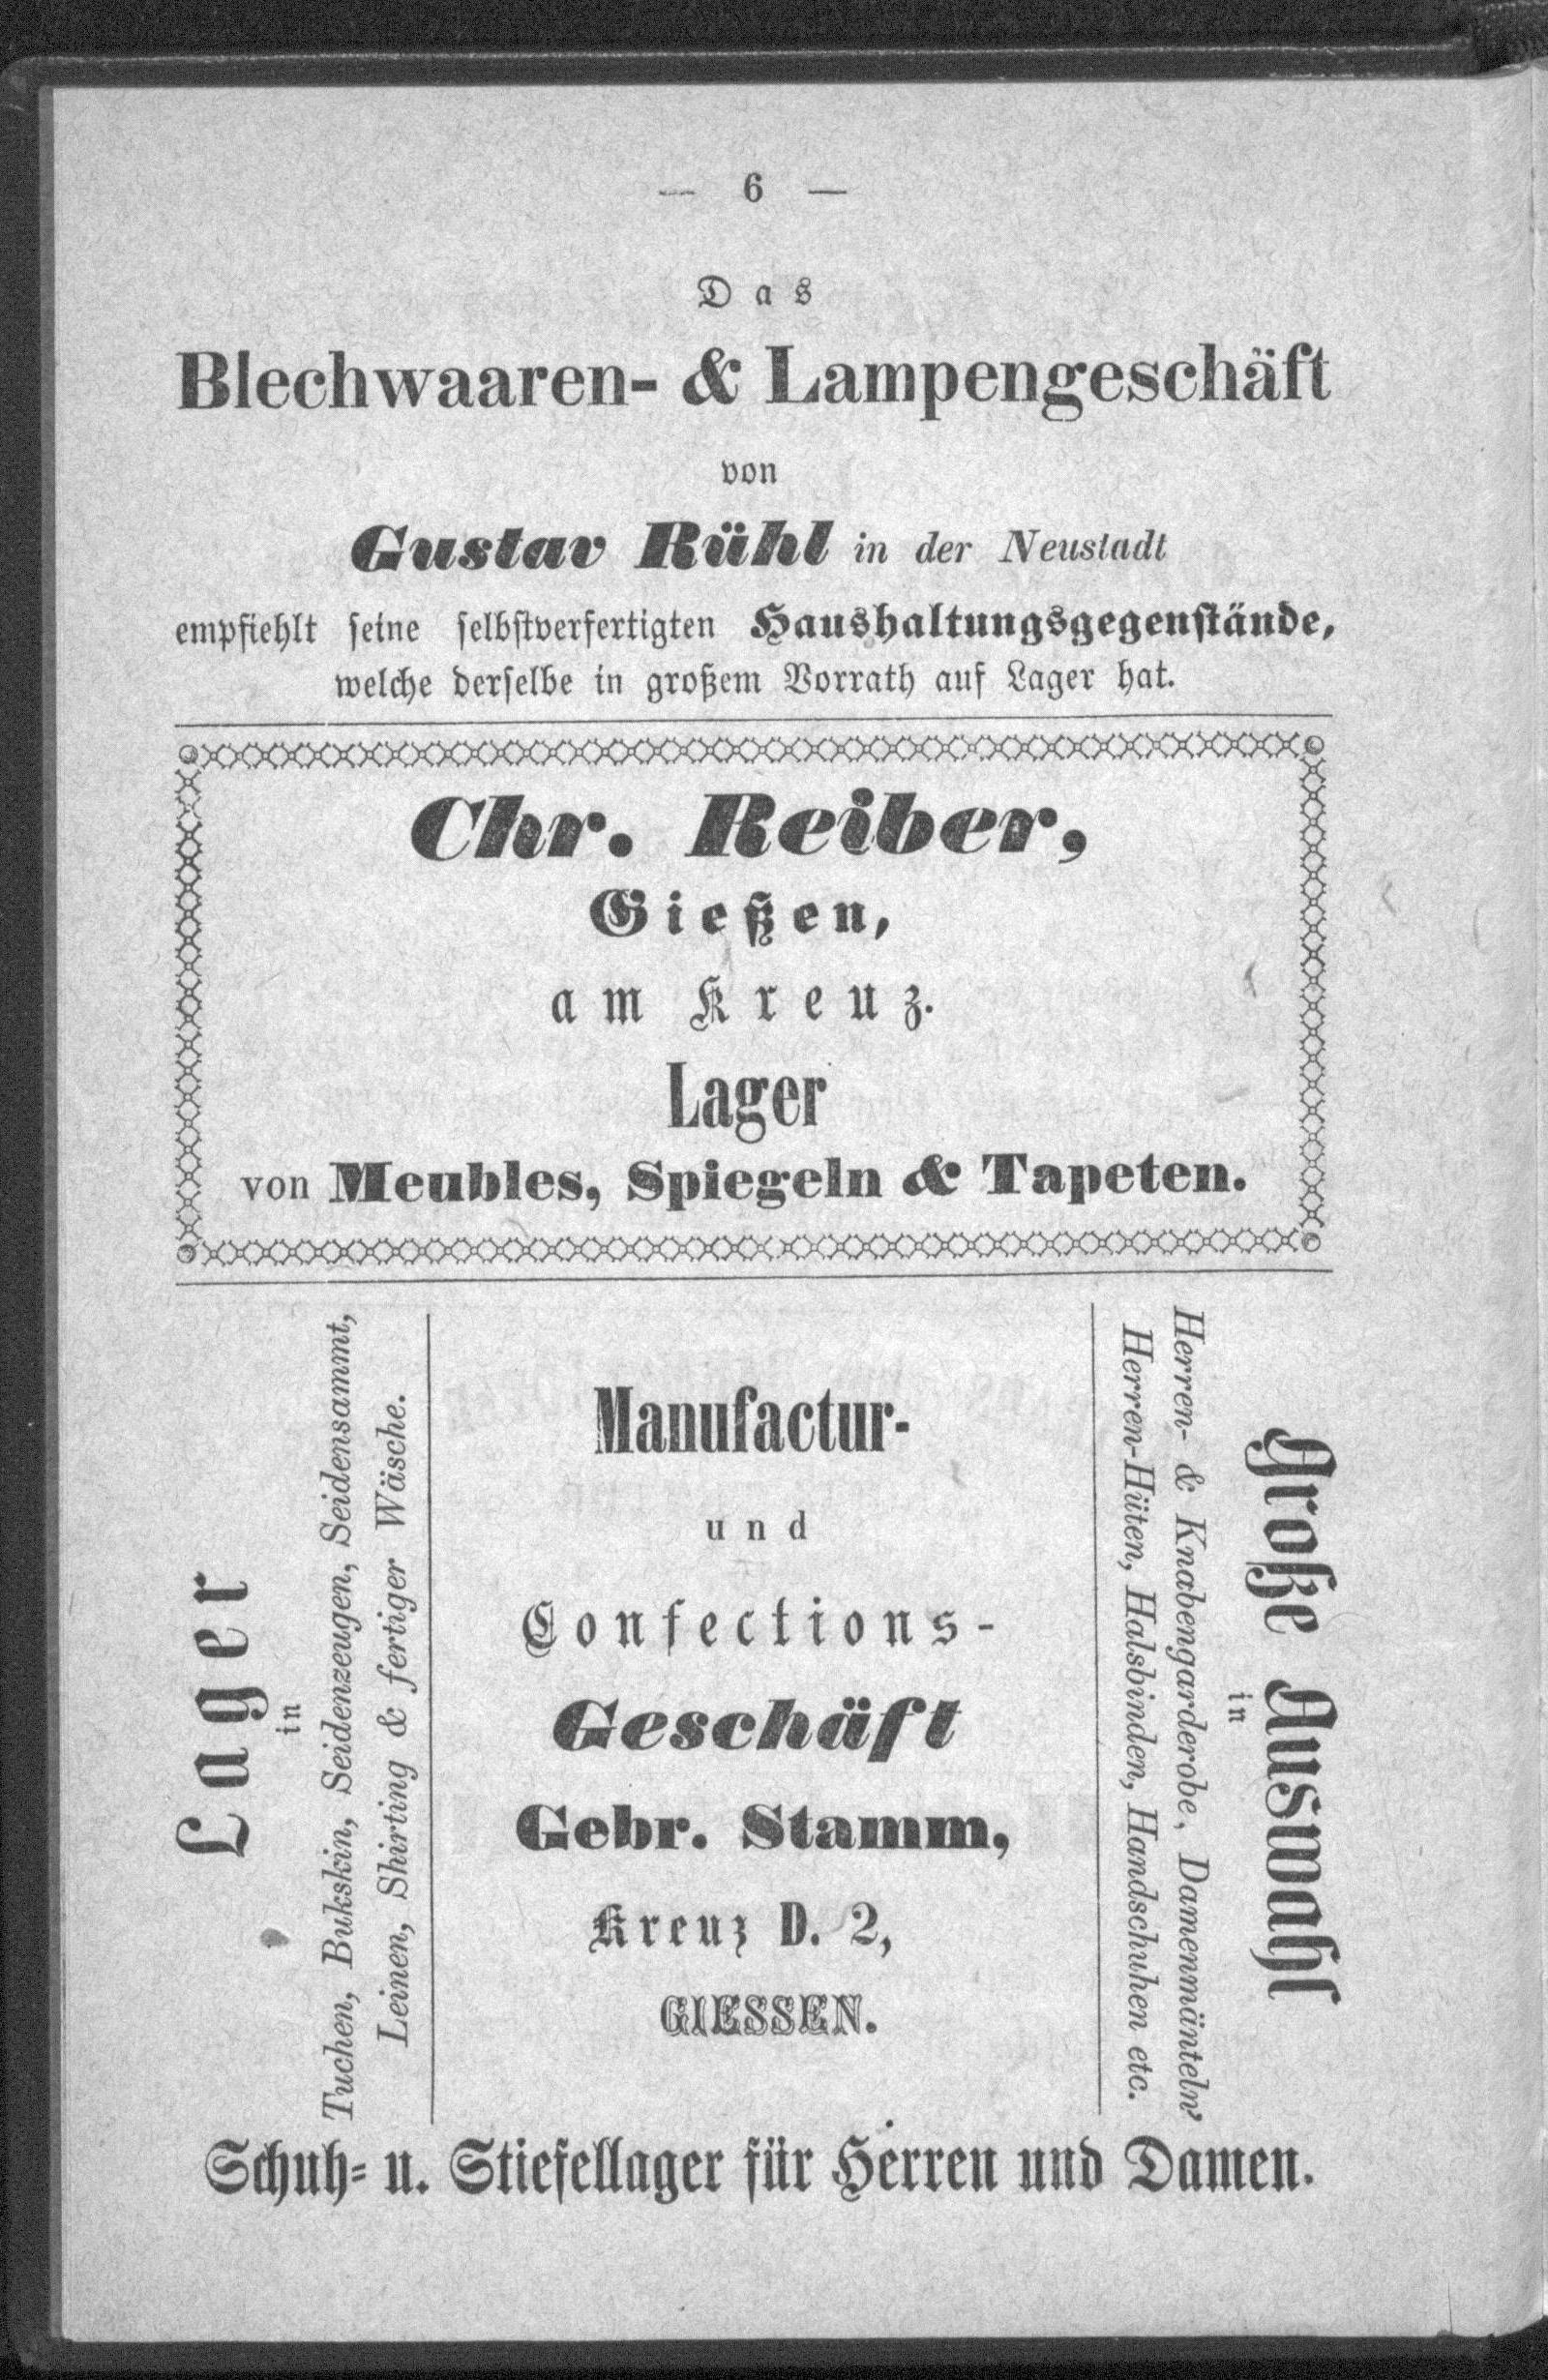 — 6 —
Das
Blechwaaren- & Lampengeschäft
von
Gustav Rühl in der Neustadt
empfiehlt seine selbstverfertigten Haushaltungsgegenstände,
welche derselbe in großem Vorrath auf Lager hat.
Chr. Reiber,
Gießen,
am Kreuz.
Lager
von Meubles, Spiegeln & Tapeten.
Lager
in
Tuchen, Bukskin, Seidenzeugen, Seidensammt,
Leinen, Shirting & fertiger Wäsche.
Manufactur-
und
Confections-
Geschäft
Gebr. Stamm,
Kreuz D. 2,
GIESSEN.
Große Auswahl
in
Herren- & Knabengarderobe, Damenmänteln,
Herren-Hüten, Halsbinden, Handschuhen etc.
Schuh- u. Stiefellager für Herren und Damen.